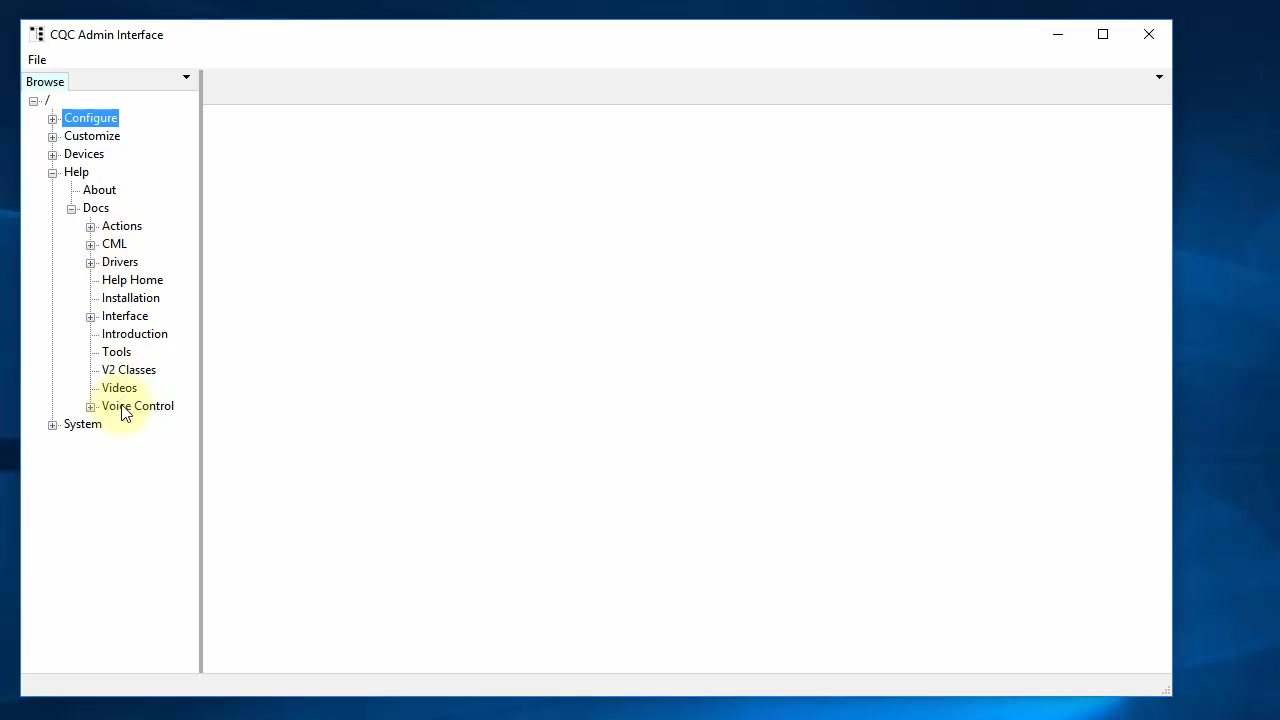 CQC Admin Interface
File
Browse
/
Configure
Customize
Devices
Help
About
Docs
Actions
CML
Drivers
Help Home
Installation
Interface
Introduction
Tools
V2 Classes
Videos
Voice Control
System